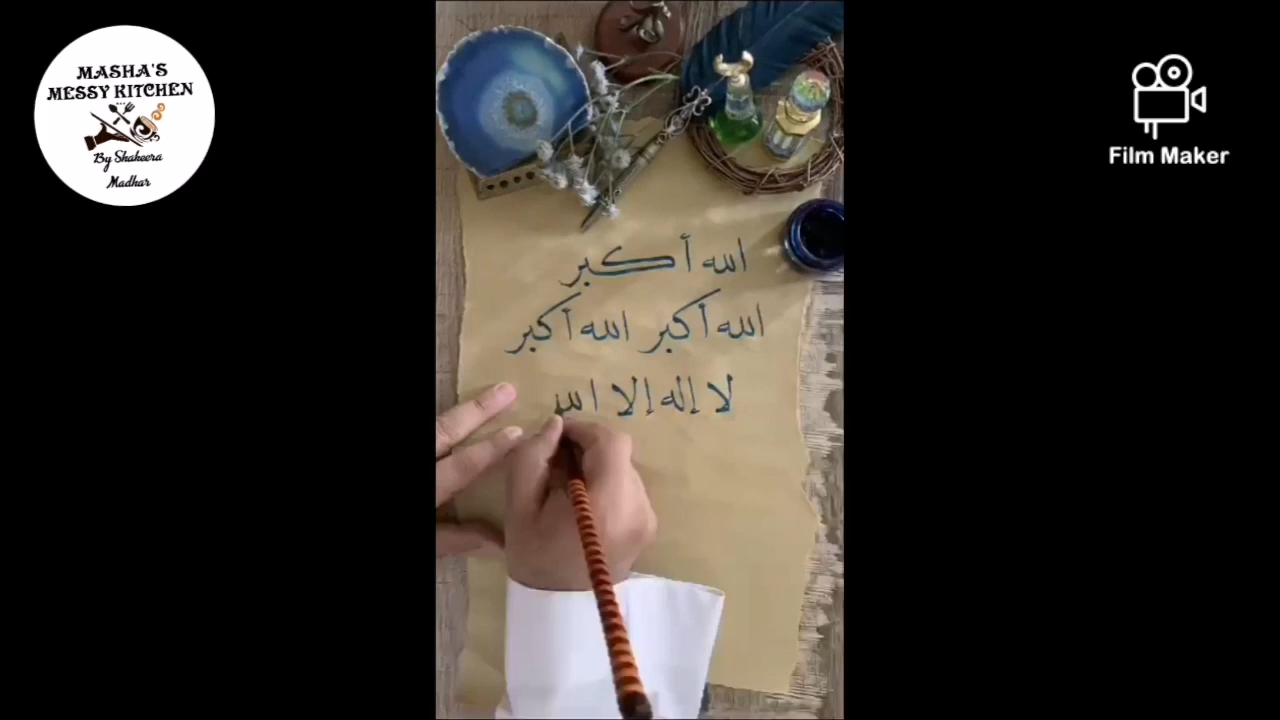 MASHA'S
MESSY KITCHEN
By Shakeera
Madhar
Film Maker
الله أكبر
الله أكبر الله أكبر
لا إله إلا الله